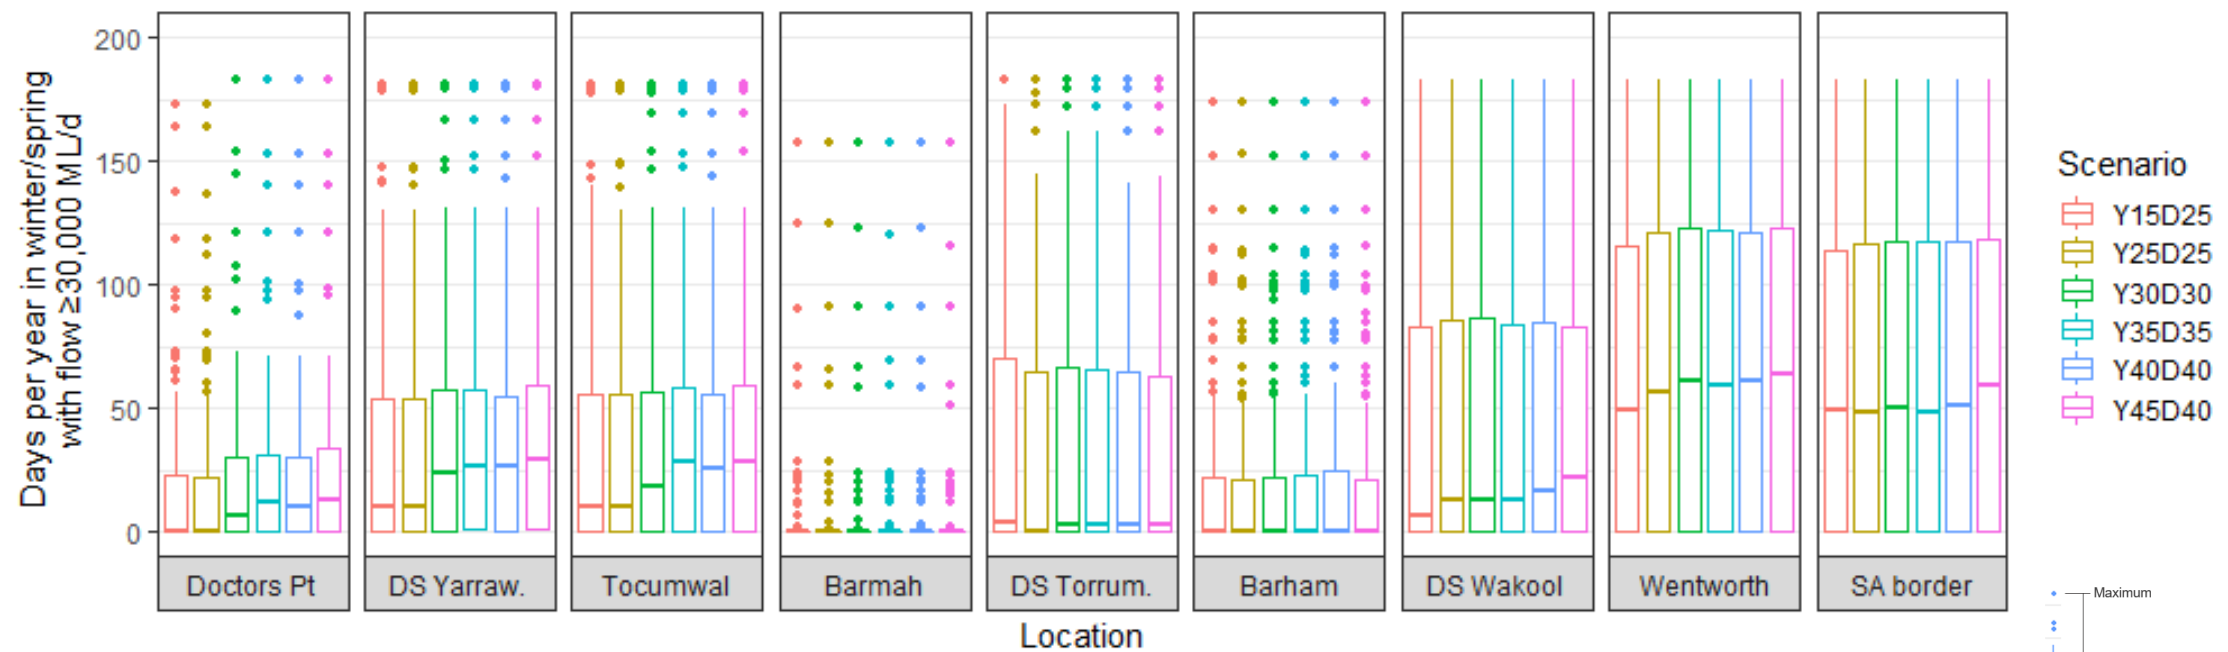 Days per year in winter/spring
with flow ≥30,000 ML/d
200
150
100
50
0
Doctors Pt
DS Yarraw.
Tocumwal
Barmah
DS Torrum.
Barham
DS Wakool
Wentworth
SA border
Location
Scenario
Y15D25
Y25D25
Y30D30
Y35D35
Y40D40
Y45D40
Maximum